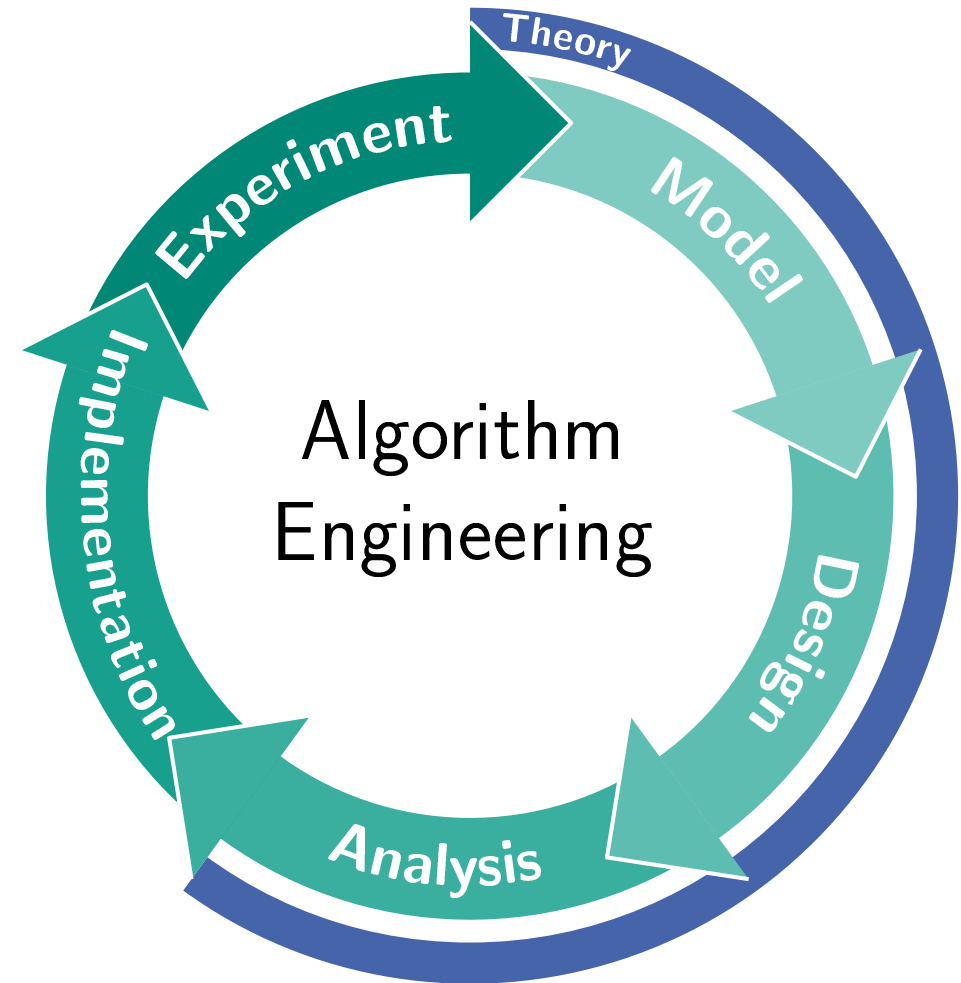 Theory
Experiment
Model
Implementation
Algorithm
Engineering
Design
Analysis